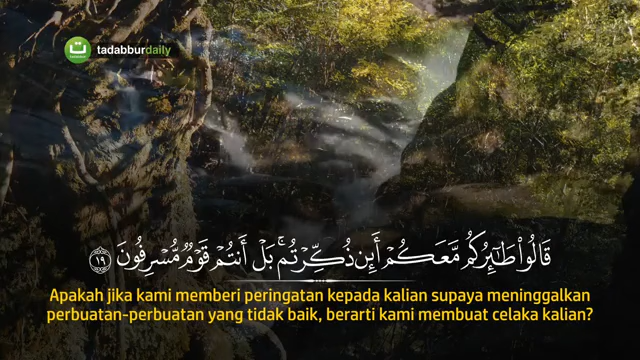 tadabburdaily
قَالُوا۟ طَـٰٓئِرُكُم مَّعَكُمْ أَئِن ذُكِّرْتُم ۚ بَلْ أَنتُمْ قَوْمٌ مُّسْرِفُونَ ١٩
Apakah jika kami memberi peringatan kepada kalian supaya meninggalkan
perbuatan-perbuatan yang tidak baik, berarti kami membuat celaka kalian?